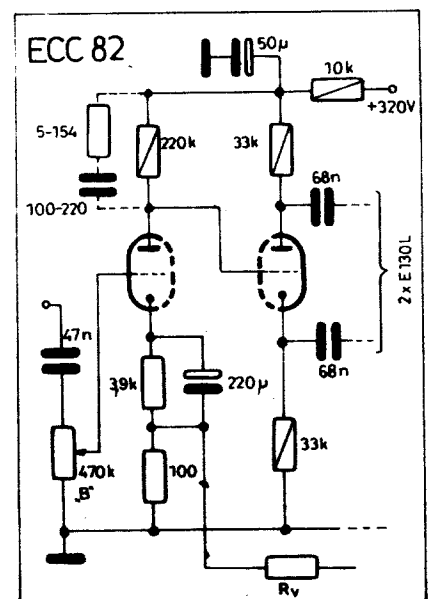 ECC 82
50µ
10k
+320V
5-154
220k
33k
68n
100-220
2 x E130L
47n
3,9k
220µ
68n
470k
„B"
100
33k
Rv